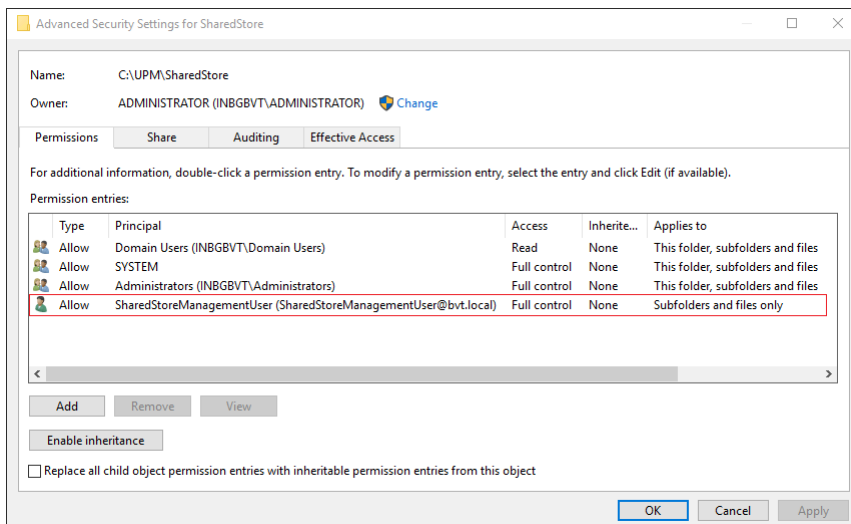 Advanced Security Settings for SharedStore
Name: C:\UPM\SharedStore
Owner: ADMINISTRATOR (INBGBVT\ADMINISTRATOR) Change
Permissions Share Auditing Effective Access
For additional information, double-click a permission entry. To modify a permission entry, select the entry and click Edit (if available).
Permission entries:
Type Principal Access Inherite... Applies to
Allow Domain Users (INBGBVT\Domain Users) Read None This folder, subfolders and files
Allow SYSTEM Full control None This folder, subfolders and files
Allow Administrators (INBGBVT\Administrators) Full control None This folder, subfolders and files
Allow SharedStoreManagementUser (SharedStoreManagementUser@bvt.local) Full control None Subfolders and files only
Add Remove View
Enable inheritance
Replace all child object permission entries with inheritable permission entries from this object
OK Cancel Apply